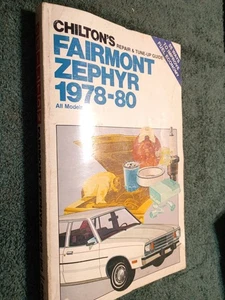 CHILTON'S
REPAIR & TUNE-UP GUIDE
FAIRMONT
ZEPHYR
1978-80
All Models